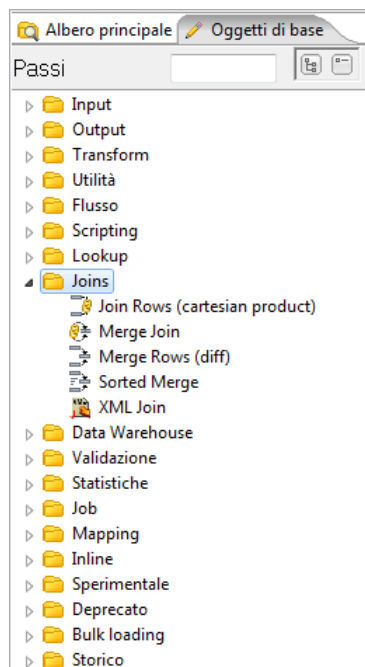 Albero principale Oggetti di base
Passi
Input
Output
Transform
Utilità
Flusso
Scripting
Lookup
Joins
Join Rows (cartesian product)
Merge Join
Merge Rows (diff)
Sorted Merge
XML Join
Data Warehouse
Validazione
Statistiche
Job
Mapping
Inline
Sperimentale
Deprecato
Bulk loading
Storico